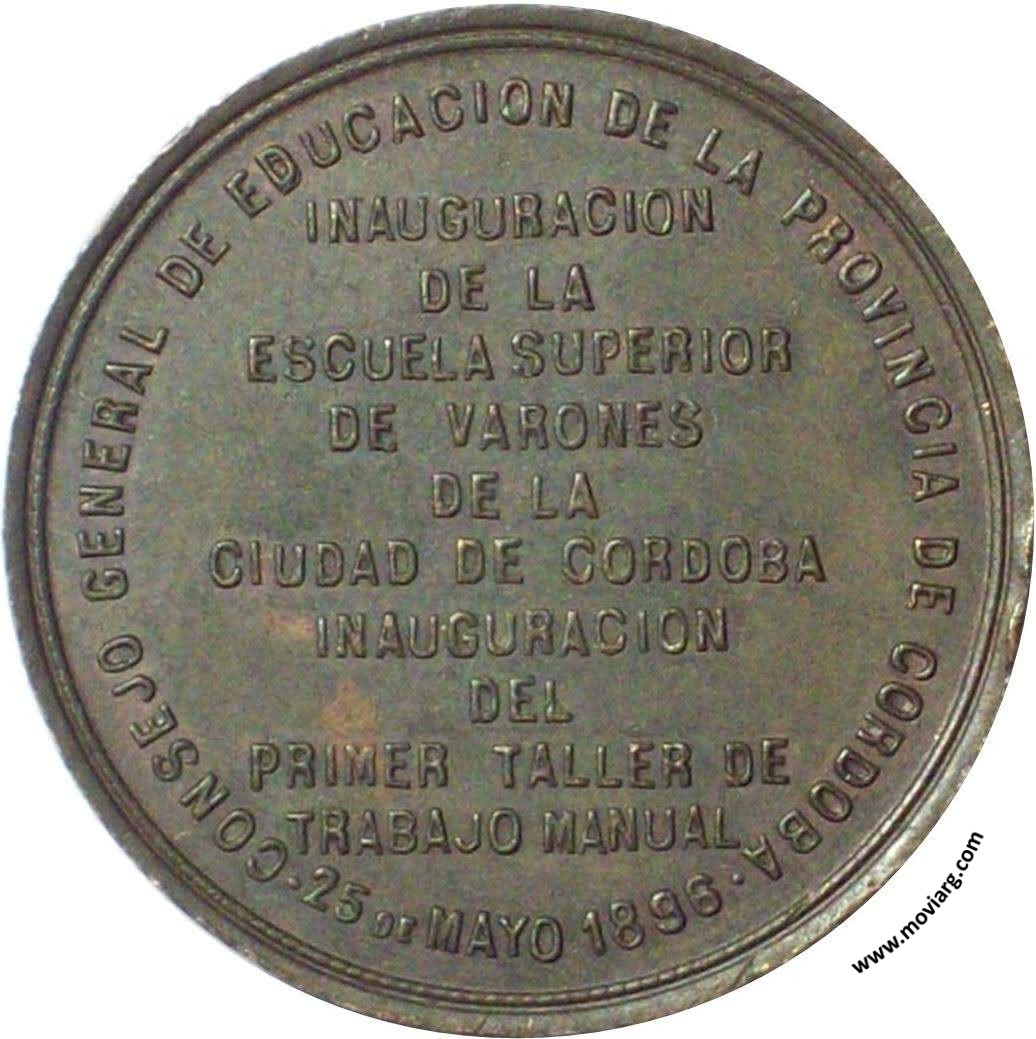 CONSEJO GENERAL DE EDUCACION DE LA PROVINCIA DE CORDOBA
INAUGURACION
DE LA
ESCUELA SUPERIOR
DE VARONES
DE LA
CIUDAD DE CORDOBA
INAUGURACION
DEL
PRIMER TALLER DE
TRABAJO MANUAL
25 DE MAYO 1896
www.moviarg.com